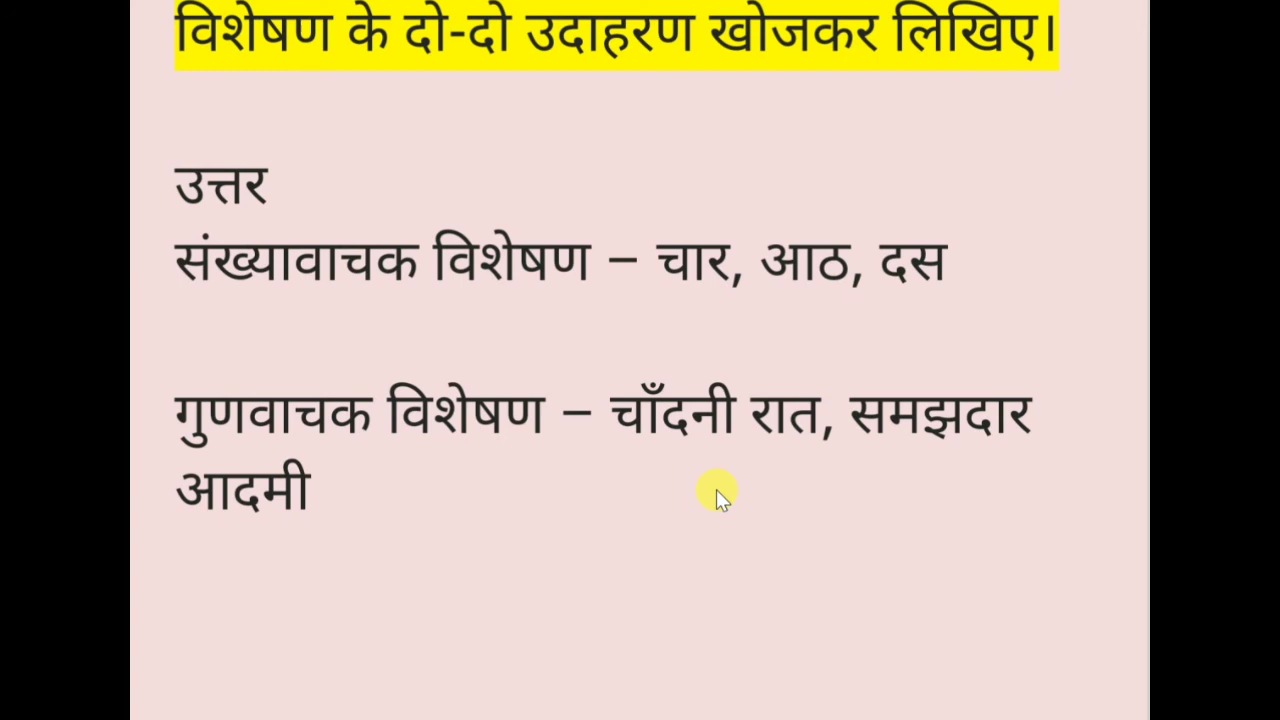 विशेषण के दो-दो उदाहरण खोजकर लिखिए।
उत्तर
संख्यावाचक विशेषण – चार, आठ, दस
गुणवाचक विशेषण – चाँदनी रात, समझदार
आदमी